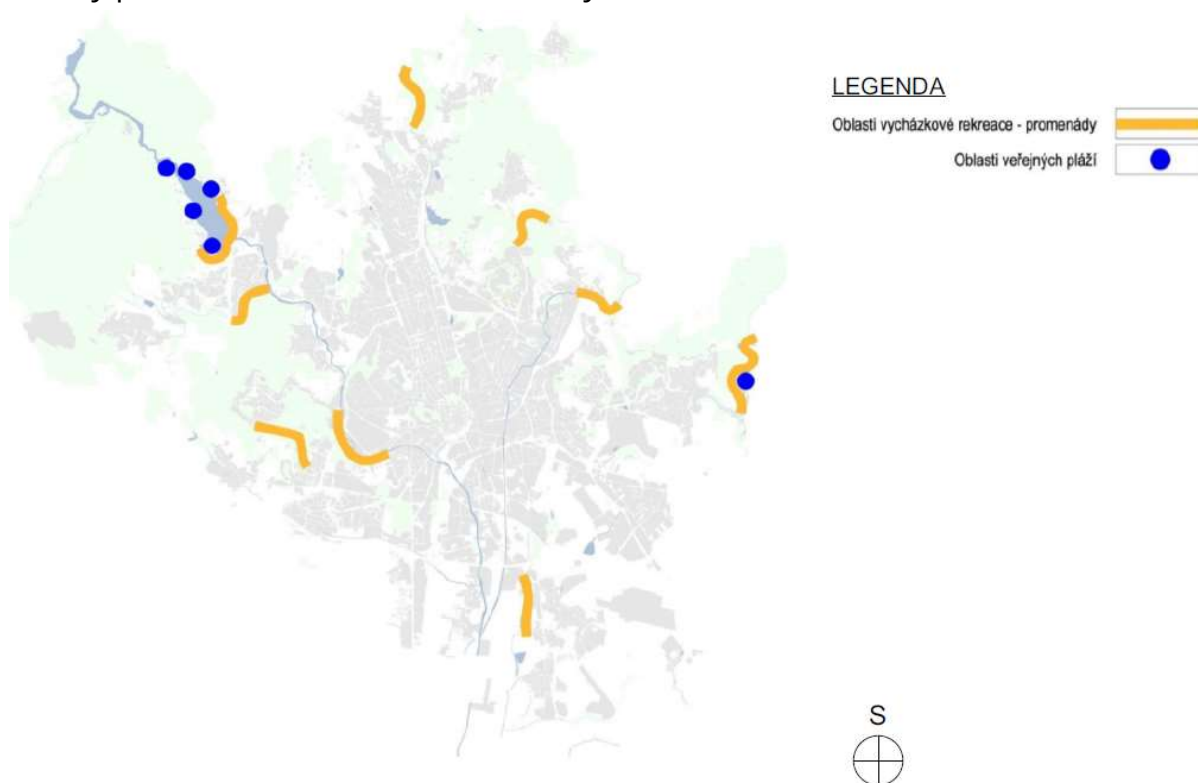 LEGENDA
Oblasti vycházkové rekreace - promenády
Oblasti veřejných pláží
S